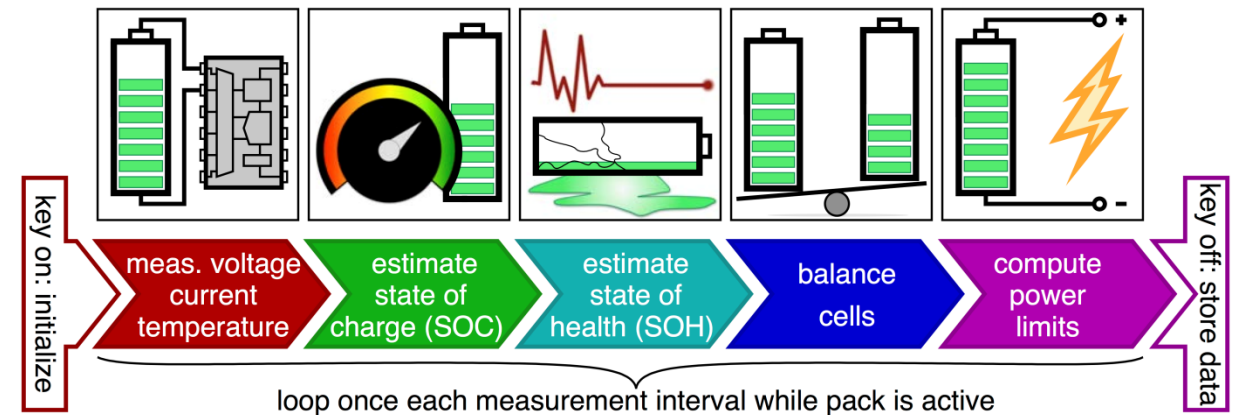 key on: initialize
meas. voltage
current
temperature
estimate
state of
charge (SOC)
estimate
state of
health (SOH)
balance
cells
compute
power
limits
+
−
key off: store data
loop once each measurement interval while pack is active